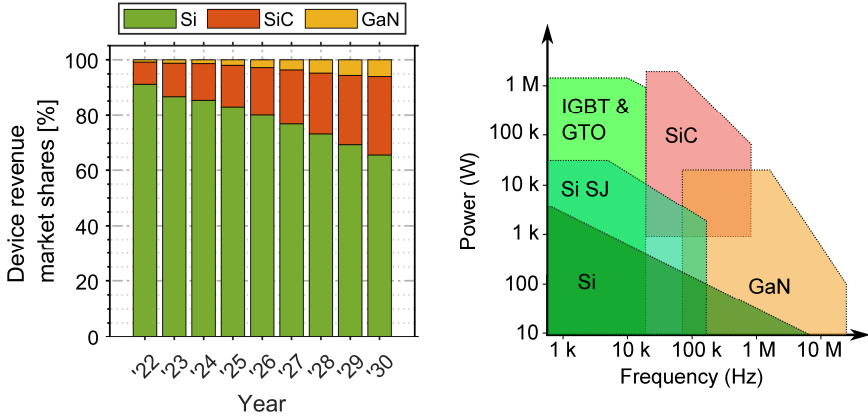 Si SiC GaN
100
80
60
40
20
0
Device revenue
market shares [%]
'22 '23 '24 '25 '26 '27 '28 '29 '30
Year
1 M
100 k
10 k
1 k
100
10
Power (W)
IGBT &
GTO
SiC
Si SJ
Si
GaN
1 k 10 k 100 k 1 M 10 M
Frequency (Hz)